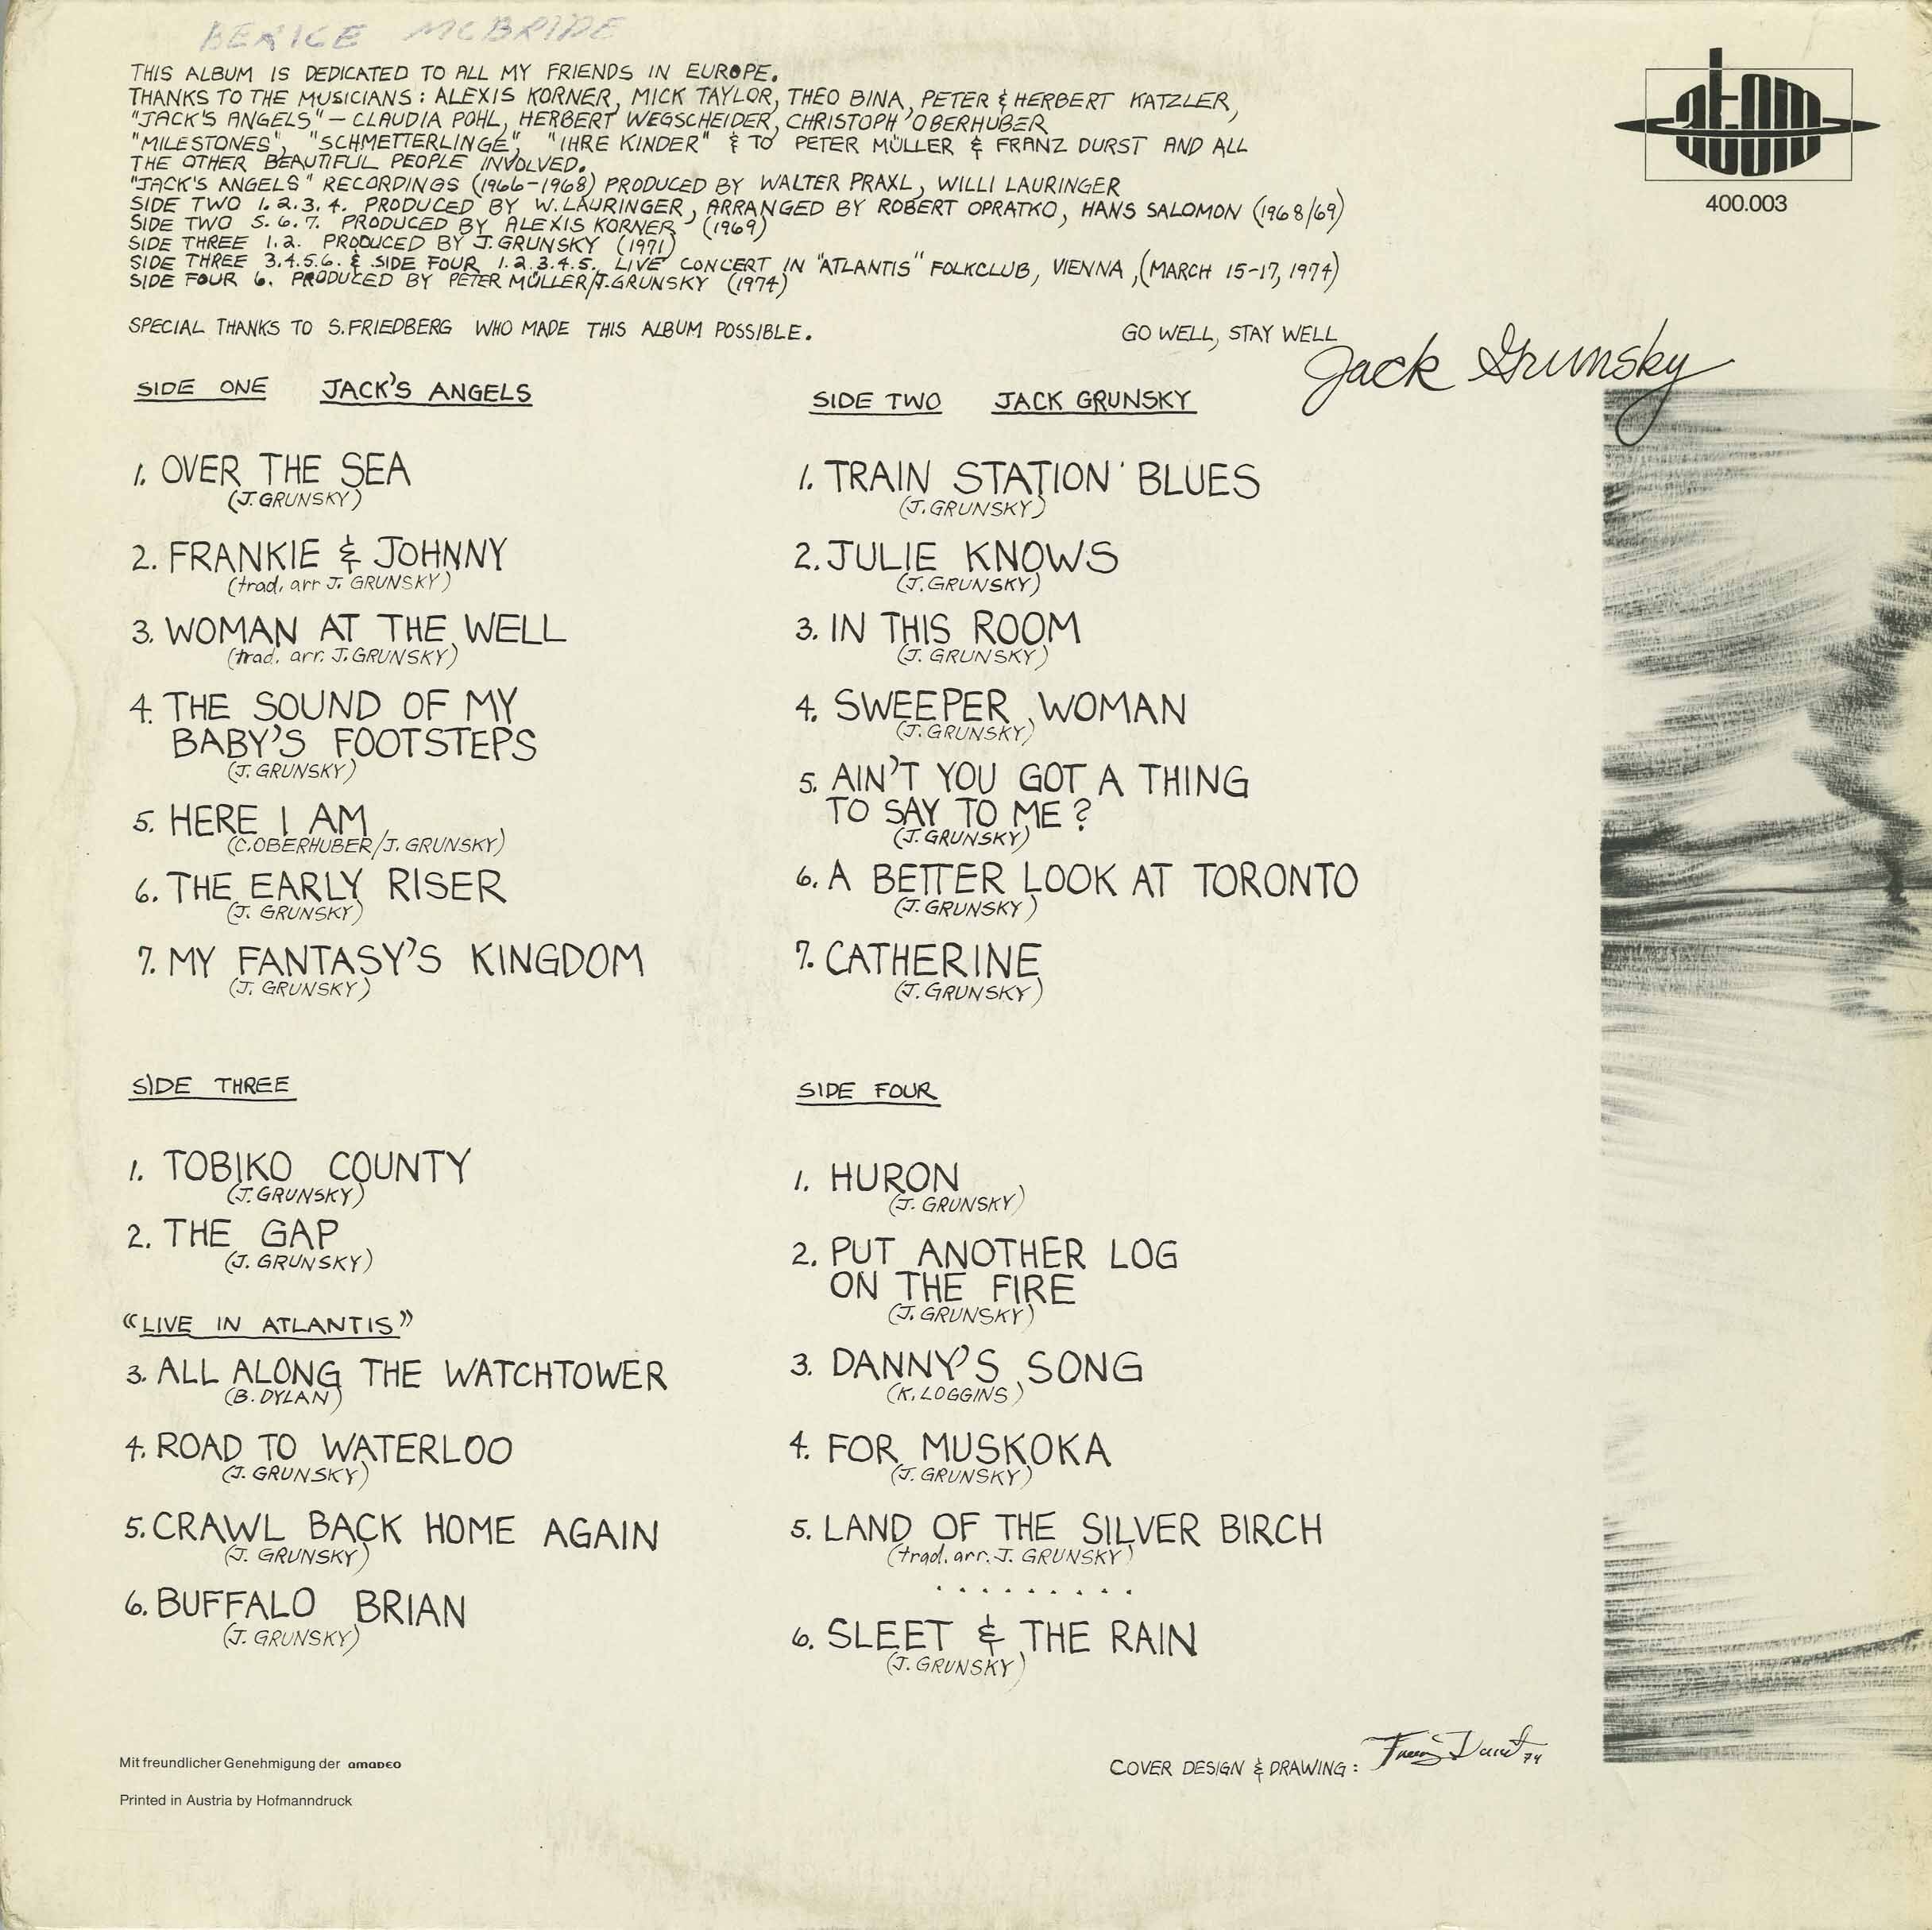 BERICE MCBRIDE
THIS ALBUM IS DEDICATED TO ALL MY FRIENDS IN EUROPE.
THANKS TO THE MUSICIANS: ALEXIS KORNER, MICK TAYLOR, THEO BINA, PETER & HERBERT KATZLER,
"JACK'S ANGELS" — CLAUDIA POHL, HERBERT WEGSCHEIDER, CHRISTOPH OBERHUBER
"MILESTONES", "SCHMETTERLINGE", "IHRE KINDER" & TO PETER MÜLLER & FRANZ DURST AND ALL
THE OTHER BEAUTIFUL PEOPLE INVOLVED.
"JACK'S ANGELS" RECORDINGS (1966-1968) PRODUCED BY WALTER PRAXL, WILLI LAURINGER
SIDE TWO 1.2.3.4. PRODUCED BY W.LAURINGER, ARRANGED BY ROBERT OPRATKO, HANS SALOMON (1968/69)
SIDE TWO 5.6.7. PRODUCED BY ALEXIS KORNER (1969)
SIDE THREE 1.2. PRODUCED BY J.GRUNSKY (1971)
SIDE THREE 3.4.5.6. & SIDE FOUR 1.2.3.4.5. LIVE CONCERT IN "ATLANTIS" FOLKCLUB, VIENNA, (MARCH 15-17, 1974)
SIDE FOUR 6. PRODUCED BY PETER MÜLLER/J.GRUNSKY (1974)
SPECIAL THANKS TO S.FRIEDBERG WHO MADE THIS ALBUM POSSIBLE.
GO WELL, STAY WELL
Jack Grunsky
atom
400.003
SIDE ONE JACK'S ANGELS
1. OVER THE SEA
(J.GRUNSKY)
2. FRANKIE & JOHNNY
(trad, arr J. GRUNSKY)
3. WOMAN AT THE WELL
(trad. arr. J.GRUNSKY)
4. THE SOUND OF MY
BABY'S FOOTSTEPS
(J.GRUNSKY)
5. HERE I AM
(C.OBERHUBER/J.GRUNSKY)
6. THE EARLY RISER
(J. GRUNSKY)
7. MY FANTASY'S KINGDOM
(J. GRUNSKY)
SIDE TWO JACK GRUNSKY
1. TRAIN STATION BLUES
(J.GRUNSKY)
2. JULIE KNOWS
(J.GRUNSKY)
3. IN THIS ROOM
(J. GRUNSKY)
4. SWEEPER WOMAN
(J.GRUNSKY)
5. AIN'T YOU GOT A THING
TO SAY TO ME?
(J.GRUNSKY)
6. A BETTER LOOK AT TORONTO
(J.GRUNSKY)
7. CATHERINE
(J.GRUNSKY)
SIDE THREE
1. TOBIKO COUNTY
(J.GRUNSKY)
2. THE GAP
(J. GRUNSKY)
"LIVE IN ATLANTIS"
3. ALL ALONG THE WATCHTOWER
(B. DYLAN)
4. ROAD TO WATERLOO
(J. GRUNSKY)
5. CRAWL BACK HOME AGAIN
(J. GRUNSKY)
6. BUFFALO BRIAN
(J. GRUNSKY)
SIDE FOUR
1. HURON
(J. GRUNSKY)
2. PUT ANOTHER LOG
ON THE FIRE
(J.GRUNSKY)
3. DANNY'S SONG
(K. LOGGINS)
4. FOR MUSKOKA
(J.GRUNSKY)
5. LAND OF THE SILVER BIRCH
(trad. arr. J. GRUNSKY)
.........
6. SLEET & THE RAIN
(J.GRUNSKY)
Mit freundlicher Genehmigung der amadeo
Printed in Austria by Hofmanndruck
COVER DESIGN & DRAWING: Franz Durst 74